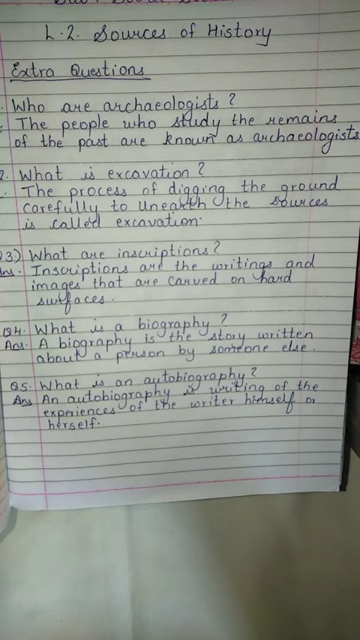 L-2. Sources of History
Extra Questions
Who are archaeologists?
The people who study the remains
of the past are known as archaeologists
2. What is excavation?
The process of digging the ground
carefully to unearth the sources
is called excavation.
Q3) What are inscriptions?
Ans. Inscriptions are the writings and
images that are carved on hard
surfaces.
Q4. What is a biography?
Ans. A biography is the story written
about a person by someone else.
Q5. What is an autobiography?
Ans An autobiography is writing of the
experiences of the writer himself or
herself.